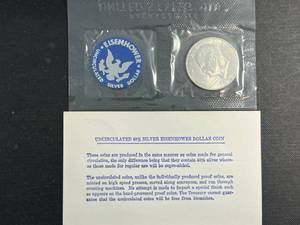 UNITED STATES
EISENHOWER
UNCIRCULATED SILVER DOLLAR
UNCIRCULATED 40% SILVER EISENHOWER DOLLAR COIN
These coins are produced in the same manner as coins made for general
circulation, the only difference being that they contain 40% silver where-
as those made for regular use will be cupro-nickel.
The uncirculated coins, unlike the individually produced proof coins, are
minted on high speed presses, moved along conveyors, and run through
counting machines. No attempt is made to impart a special finish such
as appears on the hand-processed proof coins. The Treasury cannot guar-
antee that the uncirculated coins will be free from blemishes.